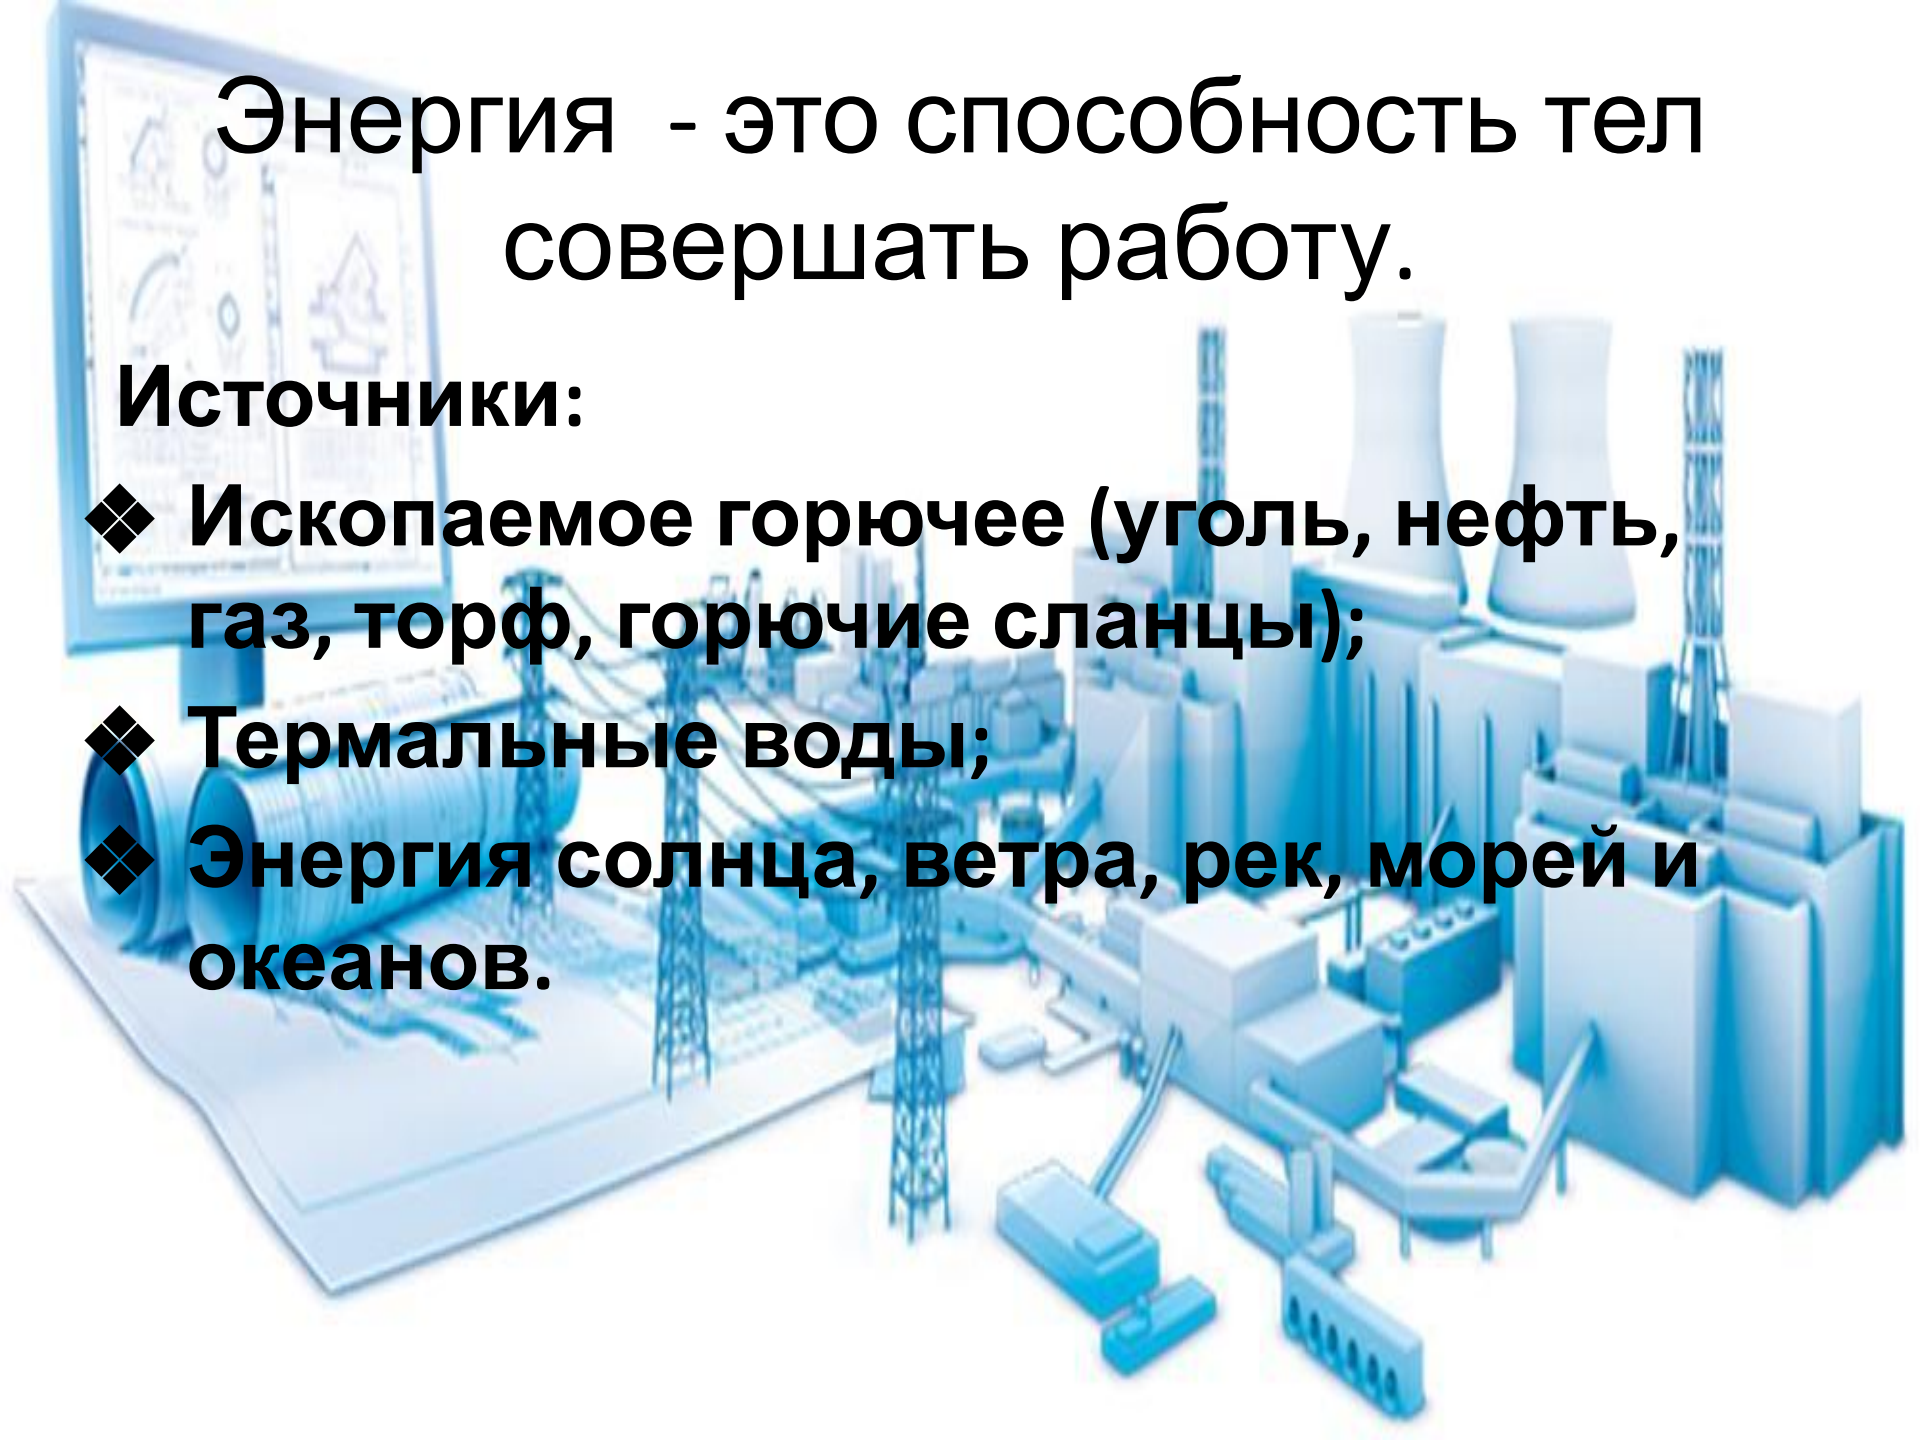 Энергия - это способность тел
совершать работу.
Источники:
❖ Ископаемое горючее (уголь, нефть,
газ, торф, горючие сланцы);
❖ Термальные воды;
❖ Энергия солнца, ветра, рек, морей и
океанов.